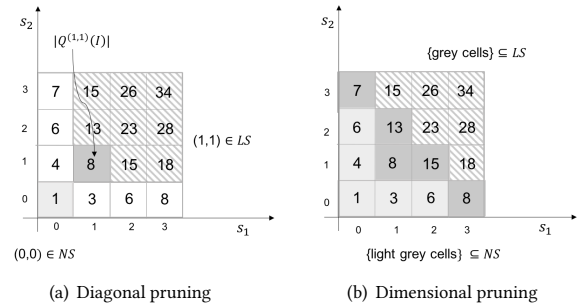 s₂
|Q⁽¹,¹⁾(I)|
3 7 15 26 34
2 6 13 23 28
1 4 8 15 18
0 1 3 6 8
0 1 2 3
s₁
(1,1) ∈ LS
(0,0) ∈ NS
(a) Diagonal pruning
s₂
{grey cells} ⊆ LS
3 7 15 26 34
2 6 13 23 28
1 4 8 15 18
0 1 3 6 8
0 1 2 3
s₁
{light grey cells} ⊆ NS
(b) Dimensional pruning